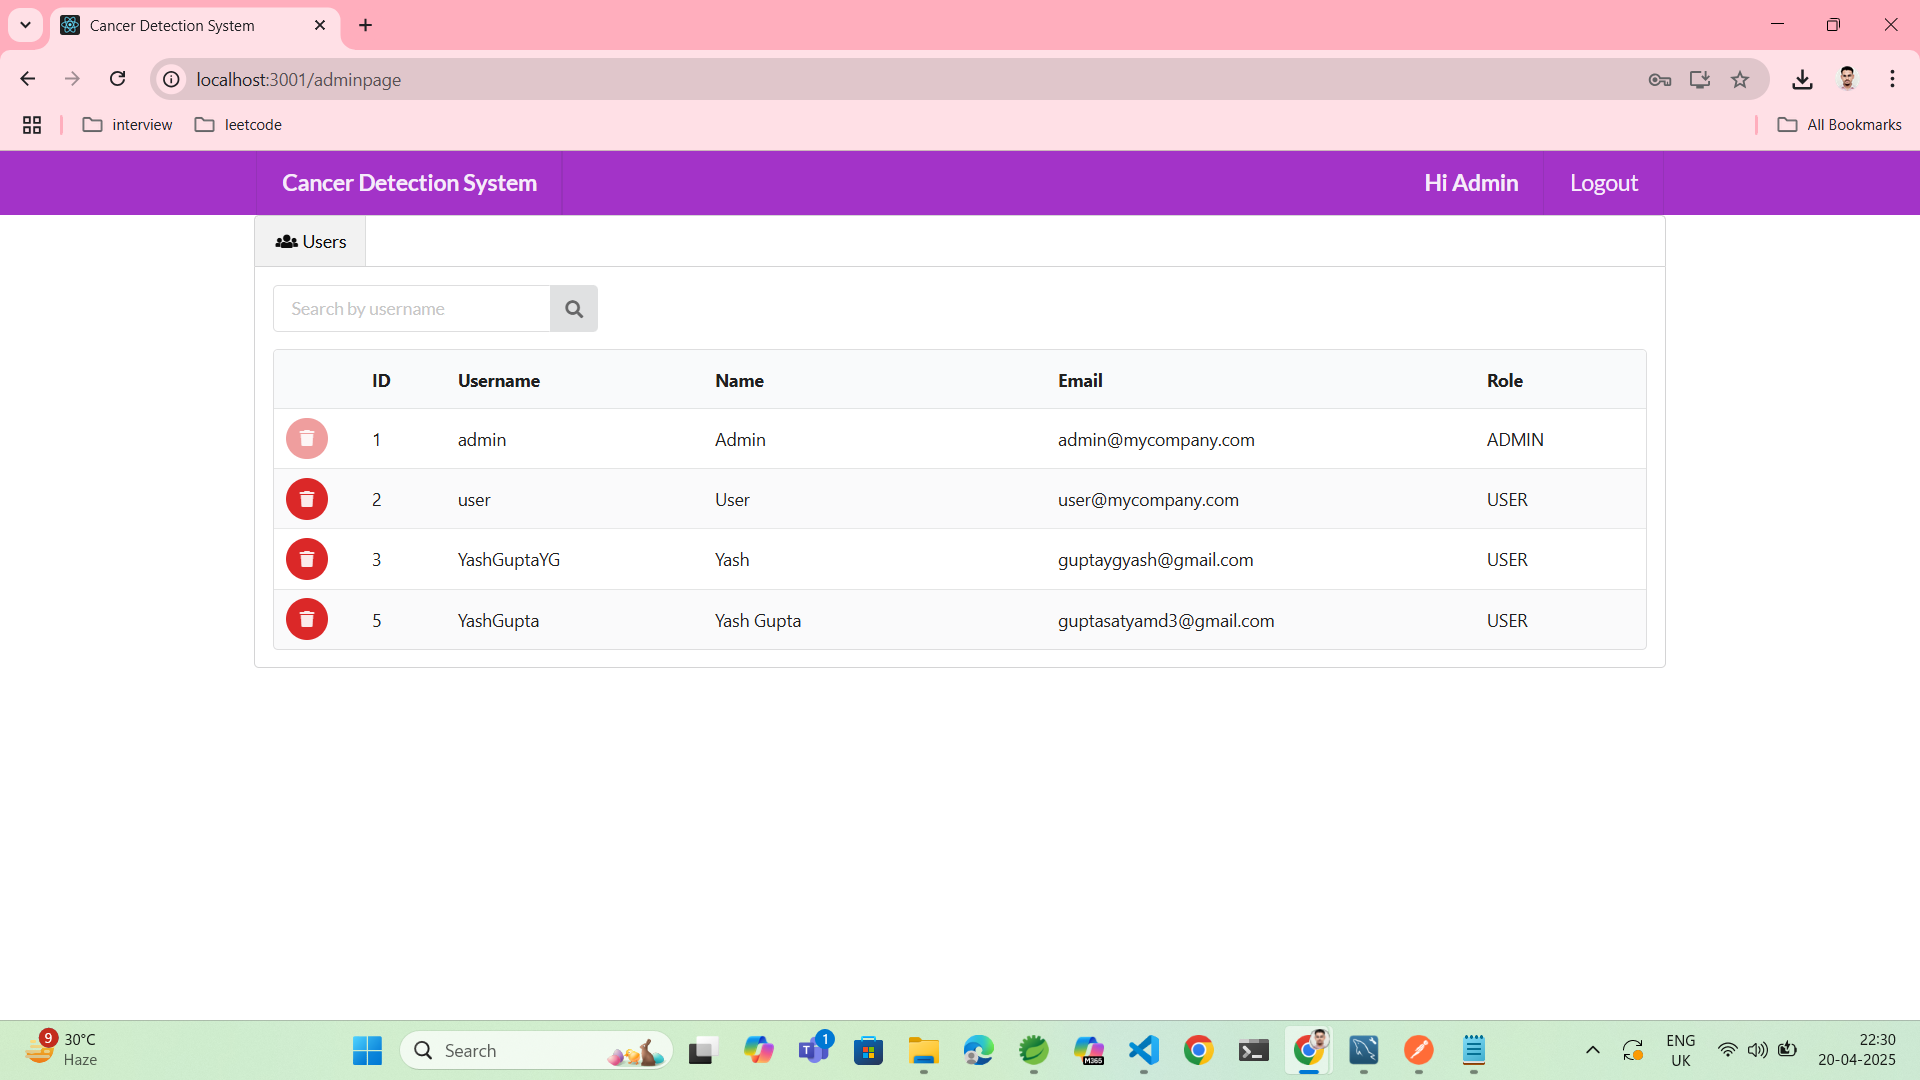 Cancer Detection System
localhost:3001/adminpage
interview
leetcode
All Bookmarks
Cancer Detection System
Hi Admin
Logout
Users
Search by username
ID Username Name Email Role
1 admin Admin admin@mycompany.com ADMIN
2 user User user@mycompany.com USER
3 YashGuptaYG Yash guptaygyash@gmail.com USER
5 YashGupta Yash Gupta guptasatyamd3@gmail.com USER
9
30°C
Haze
Search
T
1
M365
ENG
UK
22:30
20-04-2025